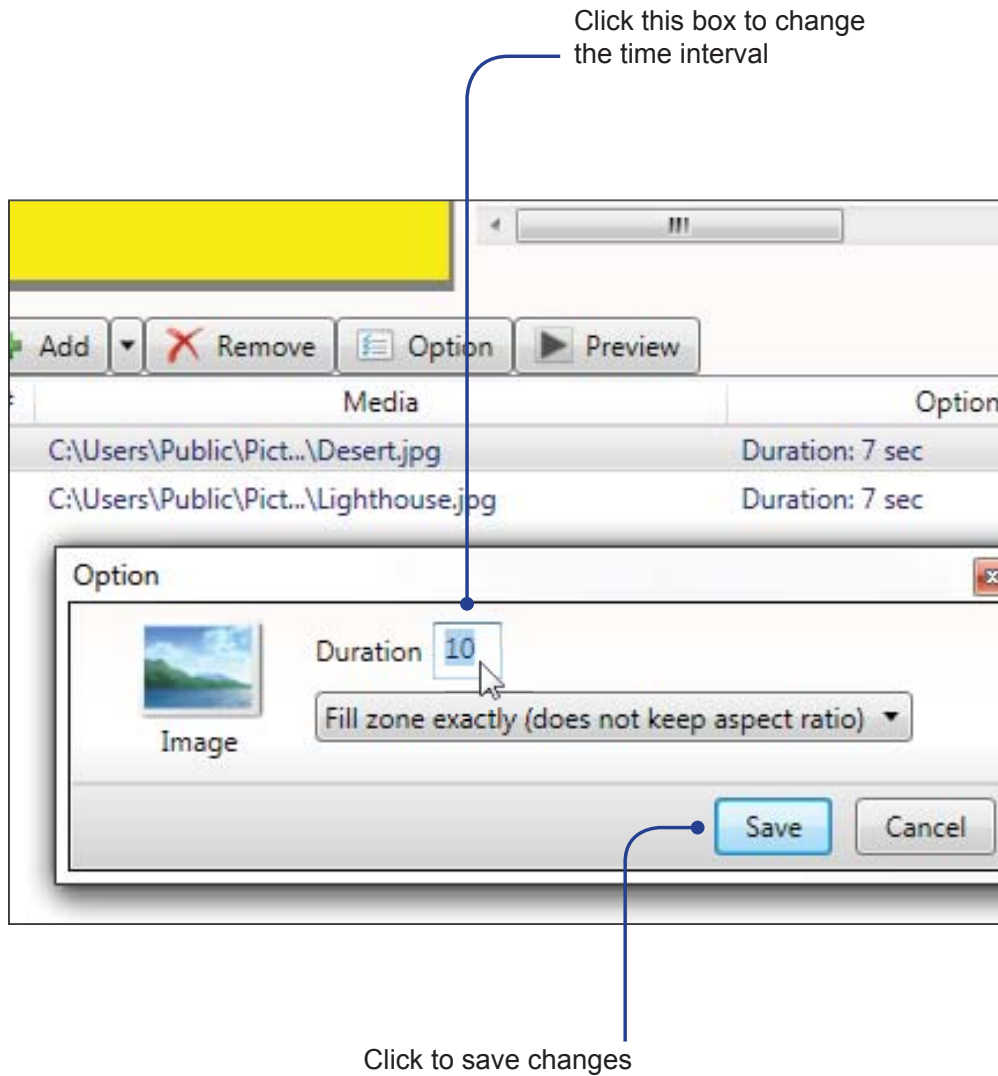 Click this box to change
the time interval
Add Remove Option Preview
Media Option
C:\Users\Public\Pict...\Desert.jpg Duration: 7 sec
C:\Users\Public\Pict...\Lighthouse.jpg Duration: 7 sec
Option
Duration 10
Fill zone exactly (does not keep aspect ratio)
Image
Save Cancel
Click to save changes